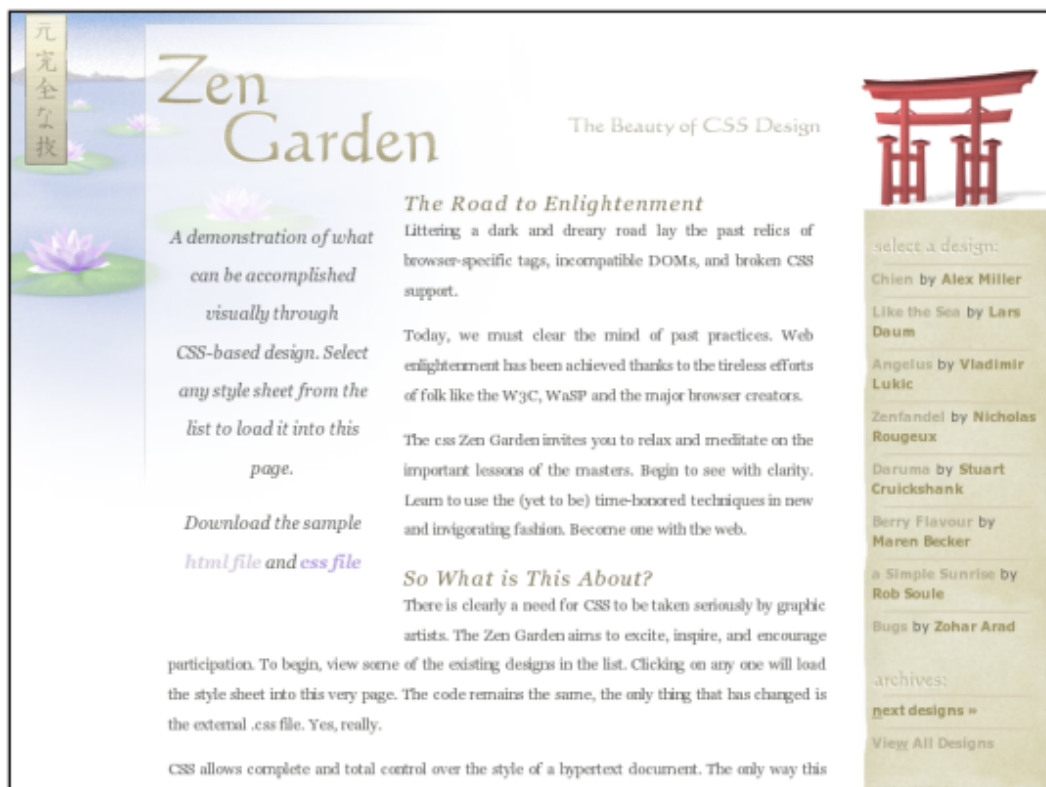 元
完
全
な
技
Zen
Garden
The Beauty of CSS Design
A demonstration of what
can be accomplished
visually through
CSS-based design. Select
any style sheet from the
list to load it into this
page.
Download the sample
html file and css file
The Road to Enlightenment
Littering a dark and dreary road lay the past relics of
browser-specific tags, incompatible DOMs, and broken CSS
support.
Today, we must clear the mind of past practices. Web
enlightenment has been achieved thanks to the tireless efforts
of folk like the W3C, WaSP and the major browser creators.
The css Zen Garden invites you to relax and meditate on the
important lessons of the masters. Begin to see with clarity.
Learn to use the (yet to be) time-honored techniques in new
and invigorating fashion. Become one with the web.
So What is This About?
There is clearly a need for CSS to be taken seriously by graphic
artists. The Zen Garden aims to excite, inspire, and encourage
participation. To begin, view some of the existing designs in the list. Clicking on any one will load
the style sheet into this very page. The code remains the same, the only thing that has changed is
the external .css file. Yes, really.
CSS allows complete and total control over the style of a hypertext document. The only way this
select a design:
Chien by Alex Miller
Like the Sea by Lars
Daum
Angelus by Vladimir
Lukic
Zenfandel by Nicholas
Rougeux
Daruma by Stuart
Cruickshank
Berry Flavour by
Maren Becker
a Simple Sunrise by
Rob Soule
Bugs by Zohar Arad
archives:
next designs »
View All Designs